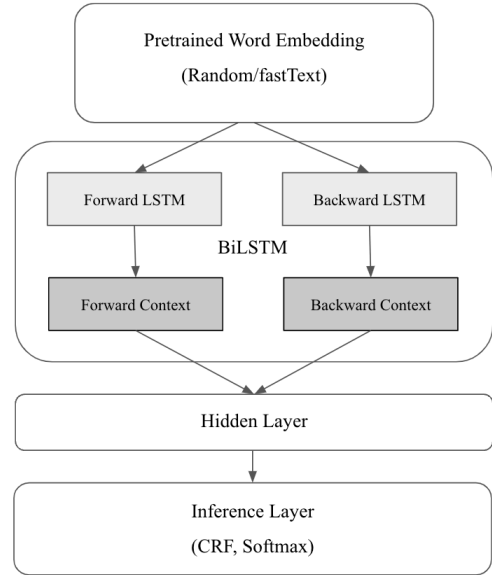 Pretrained Word Embedding
(Random/fastText)
Forward LSTM
Backward LSTM
BiLSTM
Forward Context
Backward Context
Hidden Layer
Inference Layer
(CRF, Softmax)